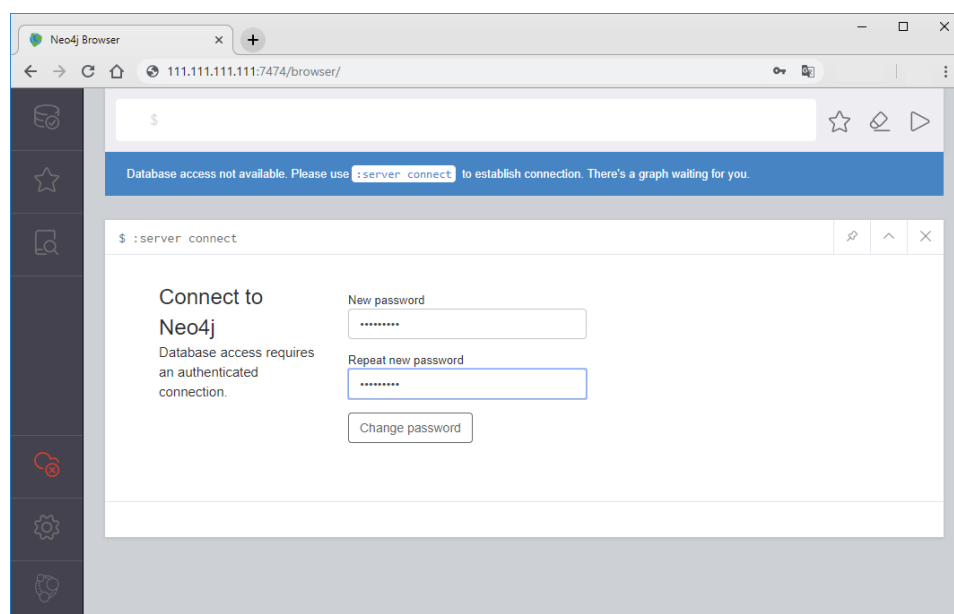 Neo4j Browser
111.111.111.111:7474/browser/
$
Database access not available. Please use :server connect to establish connection. There's a graph waiting for you.
$ :server connect
Connect to
Neo4j
Database access requires
an authenticated
connection.
New password
•••••••••
Repeat new password
•••••••••
Change password